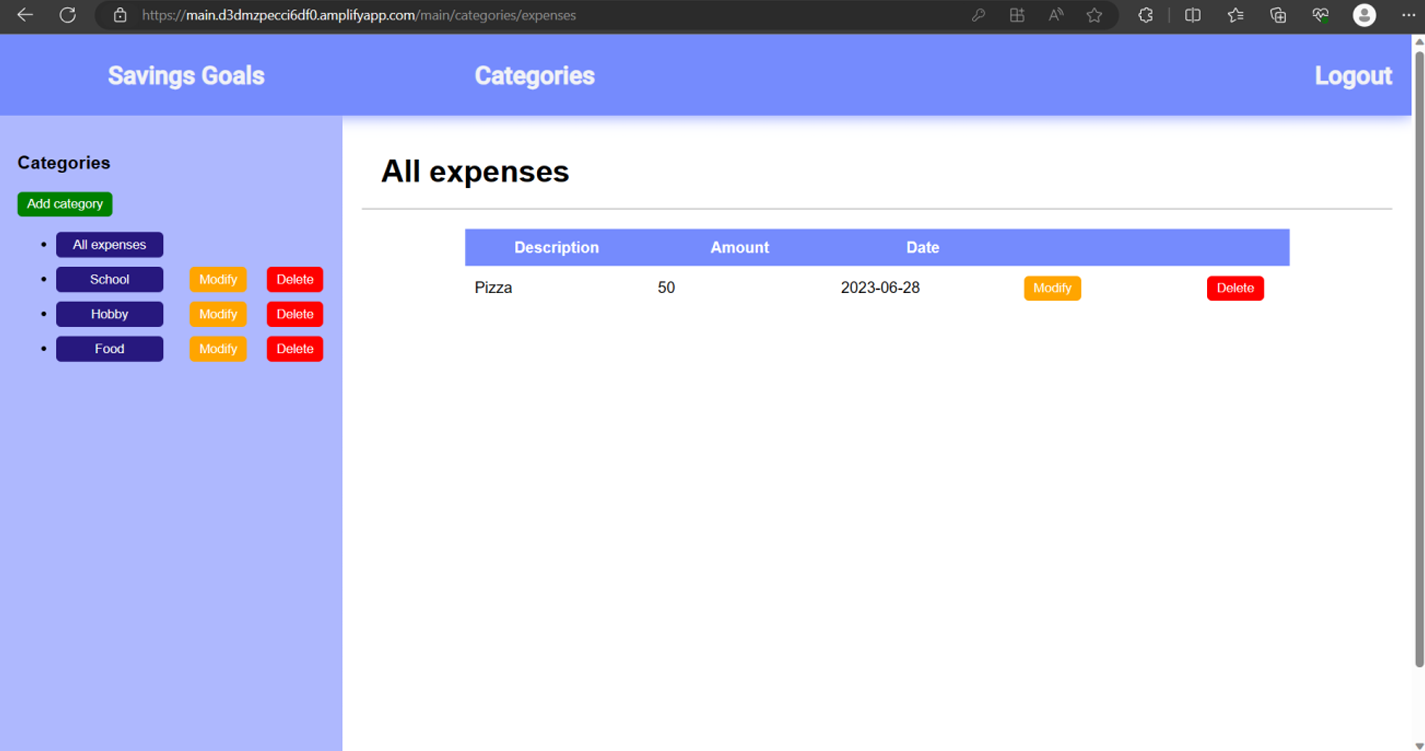 https://main.d3dmzpecci6df0.amplifyapp.com/main/categories/expenses
Savings Goals Categories Logout
Categories
Add category
All expenses
School Modify Delete
Hobby Modify Delete
Food Modify Delete
All expenses
Description Amount Date
Pizza 50 2023-06-28 Modify Delete